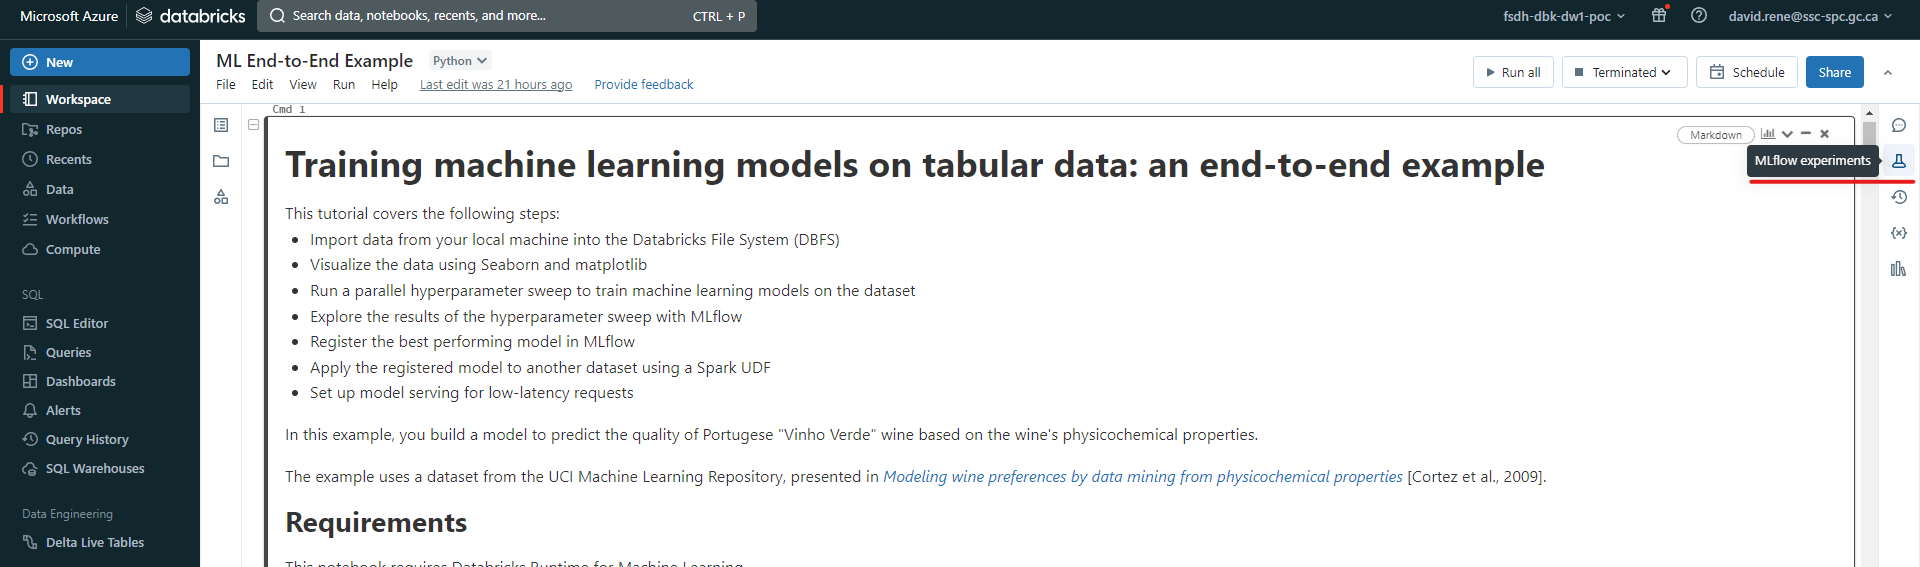 Microsoft Azure
databricks
Search data, notebooks, recents, and more...
CTRL + P
fsdh-dbk-dw1-poc
david.rene@ssc-spc.gc.ca
New
Workspace
Repos
Recents
Data
Workflows
Compute
SQL
SQL Editor
Queries
Dashboards
Alerts
Query History
SQL Warehouses
Data Engineering
Delta Live Tables
ML End-to-End Example
Python
File Edit View Run Help Last edit was 21 hours ago Provide feedback
Run all
Terminated
Schedule
Share
Cmd 1
Markdown
MLflow experiments
Training machine learning models on tabular data: an end-to-end example
This tutorial covers the following steps:
• Import data from your local machine into the Databricks File System (DBFS)
• Visualize the data using Seaborn and matplotlib
• Run a parallel hyperparameter sweep to train machine learning models on the dataset
• Explore the results of the hyperparameter sweep with MLflow
• Register the best performing model in MLflow
• Apply the registered model to another dataset using a Spark UDF
• Set up model serving for low-latency requests
In this example, you build a model to predict the quality of Portugese "Vinho Verde" wine based on the wine's physicochemical properties.
The example uses a dataset from the UCI Machine Learning Repository, presented in Modeling wine preferences by data mining from physicochemical properties [Cortez et al., 2009].
Requirements
This notebook requires Databricks Runtime for Machine Learning